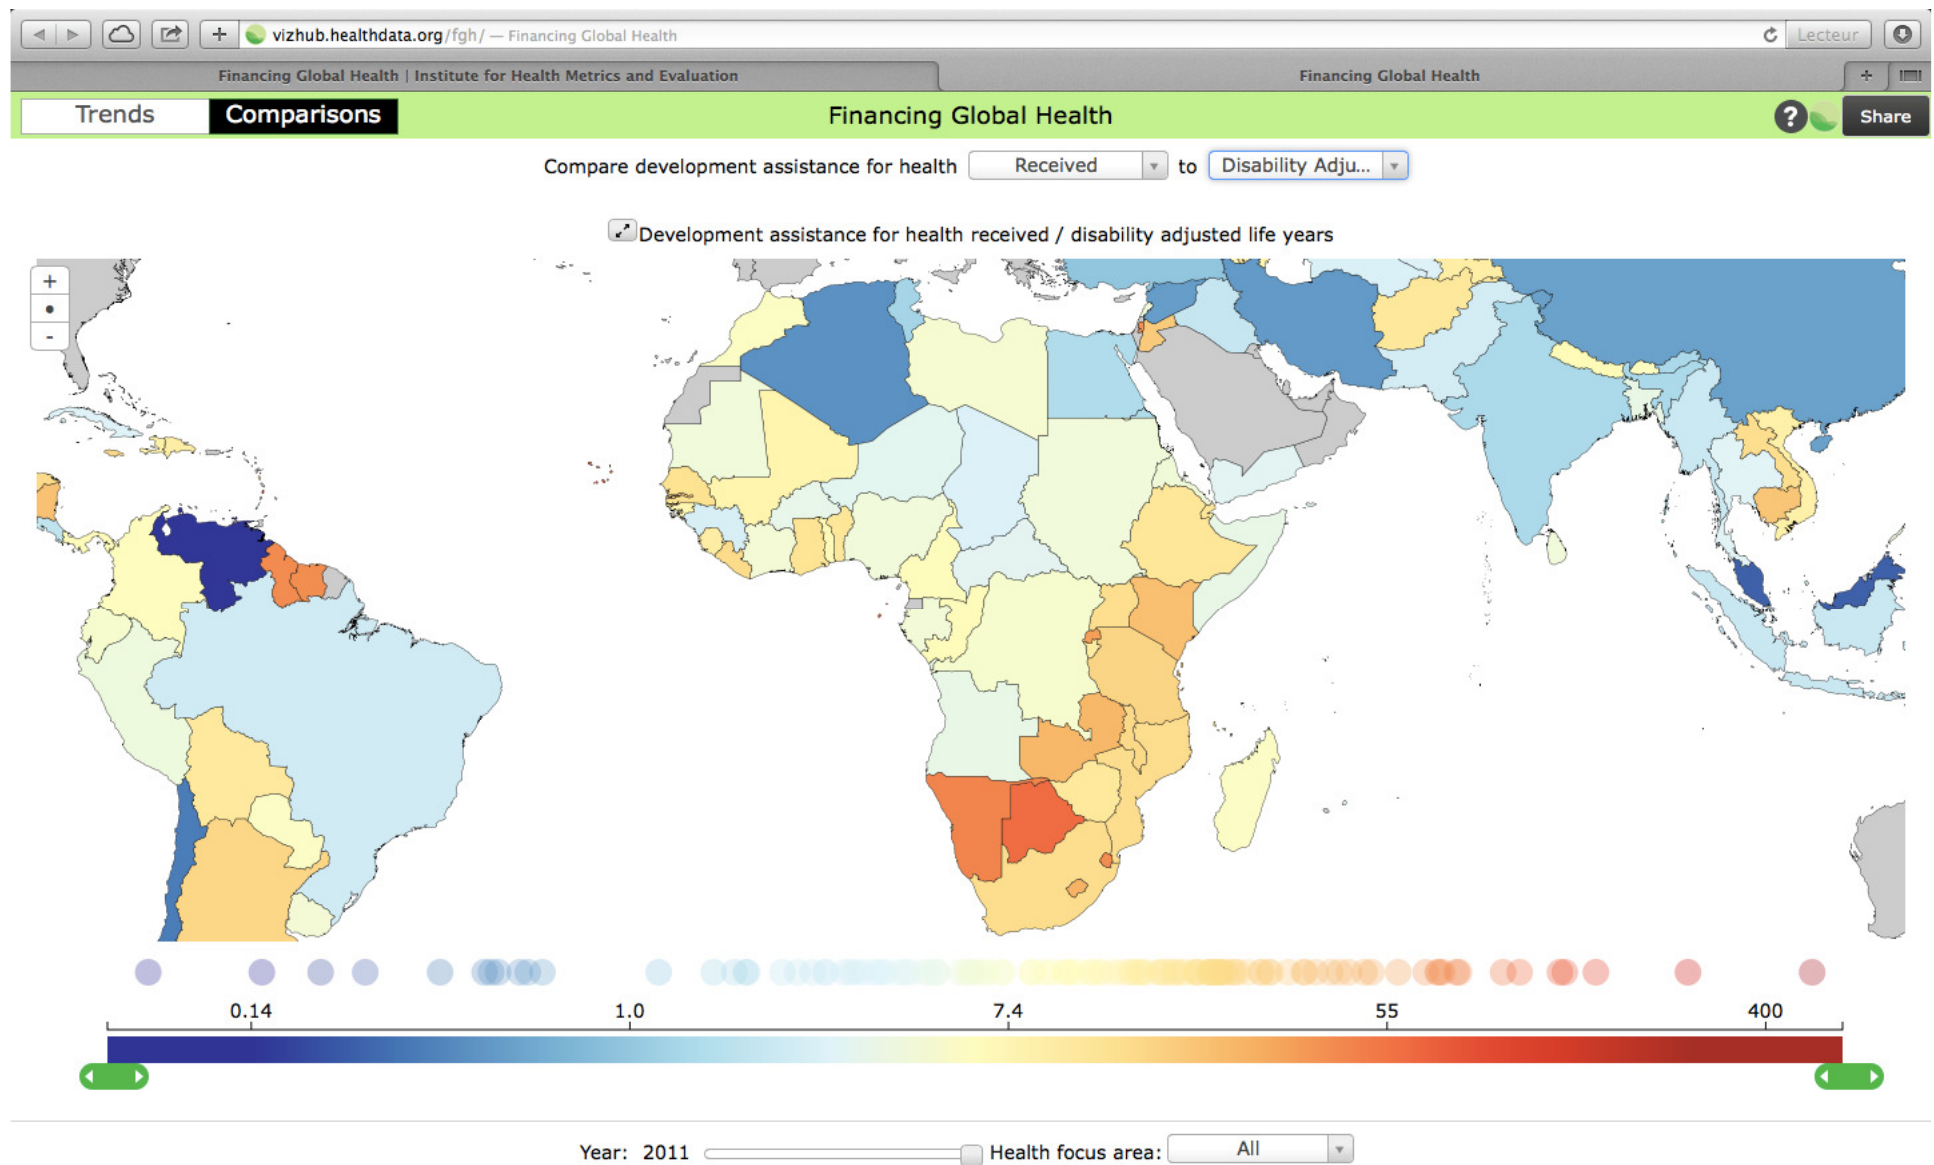 vizhub.healthdata.org/fgh/ — Financing Global Health
Lecteur
Financing Global Health | Institute for Health Metrics and Evaluation
Financing Global Health
Trends
Comparisons
Financing Global Health
?
Share
Compare development assistance for health Received to Disability Adju...
Development assistance for health received / disability adjusted life years
+
-
0.14 1.0 7.4 55 400
Year: 2011 Health focus area: All